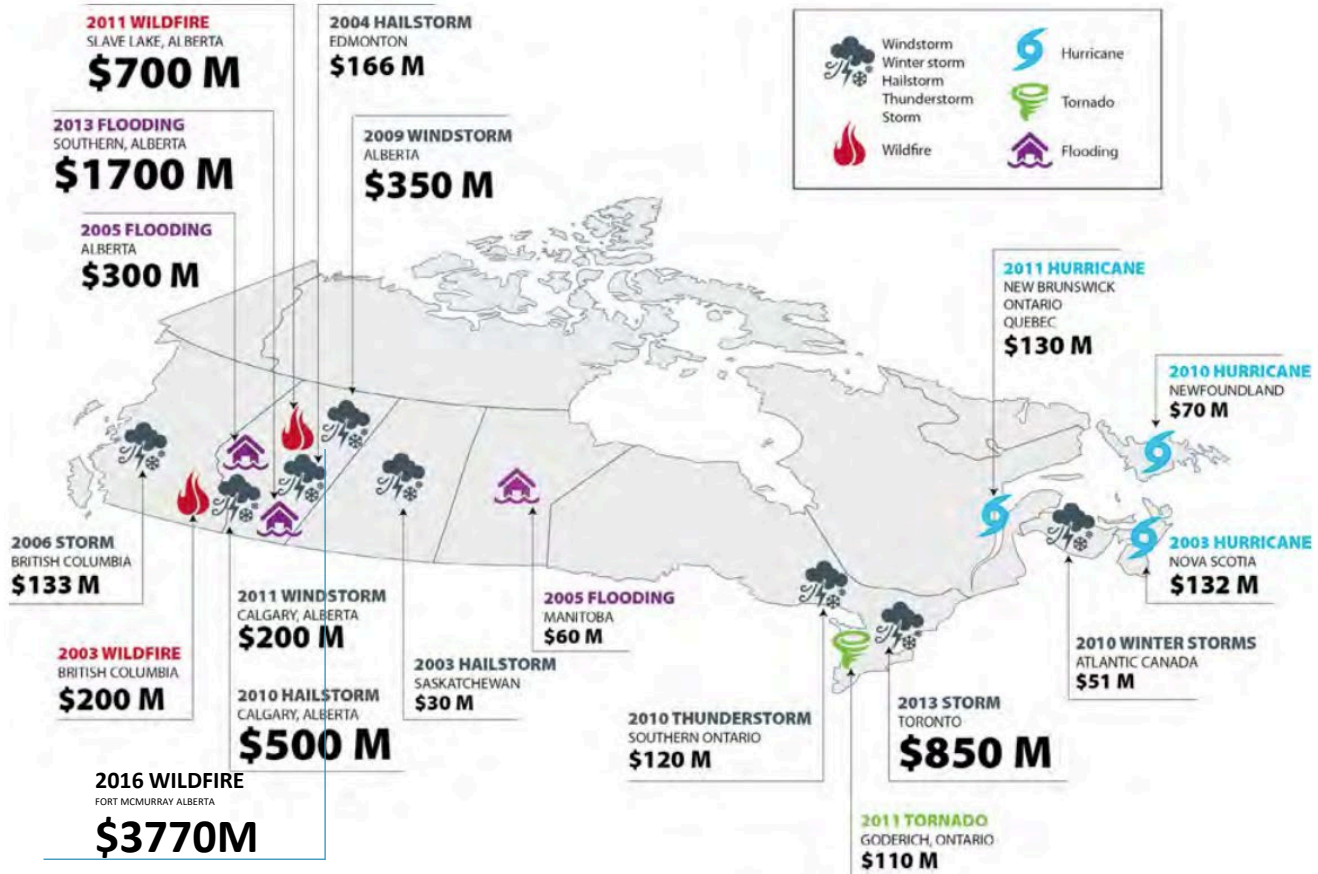 2011 WILDFIRE
SLAVE LAKE, ALBERTA
$700 M
2004 HAILSTORM
EDMONTON
$166 M
Windstorm
Winter storm
Hailstorm
Thunderstorm
Storm
Wildfire
Hurricane
Tornado
Flooding
2013 FLOODING
SOUTHERN, ALBERTA
$1700 M
2009 WINDSTORM
ALBERTA
$350 M
2005 FLOODING
ALBERTA
$300 M
2011 HURRICANE
NEW BRUNSWICK
ONTARIO
QUEBEC
$130 M
2010 HURRICANE
NEWFOUNDLAND
$70 M
2006 STORM
BRITISH COLUMBIA
$133 M
2003 HURRICANE
NOVA SCOTIA
$132 M
2011 WINDSTORM
CALGARY, ALBERTA
$200 M
2005 FLOODING
MANITOBA
$60 M
2003 WILDFIRE
BRITISH COLUMBIA
$200 M
2003 HAILSTORM
SASKATCHEWAN
$30 M
2010 WINTER STORMS
ATLANTIC CANADA
$51 M
2010 HAILSTORM
CALGARY, ALBERTA
$500 M
2010 THUNDERSTORM
SOUTHERN ONTARIO
$120 M
2013 STORM
TORONTO
$850 M
2016 WILDFIRE
FORT MCMURRAY ALBERTA
$3770M
2011 TORNADO
GODERICH, ONTARIO
$110 M